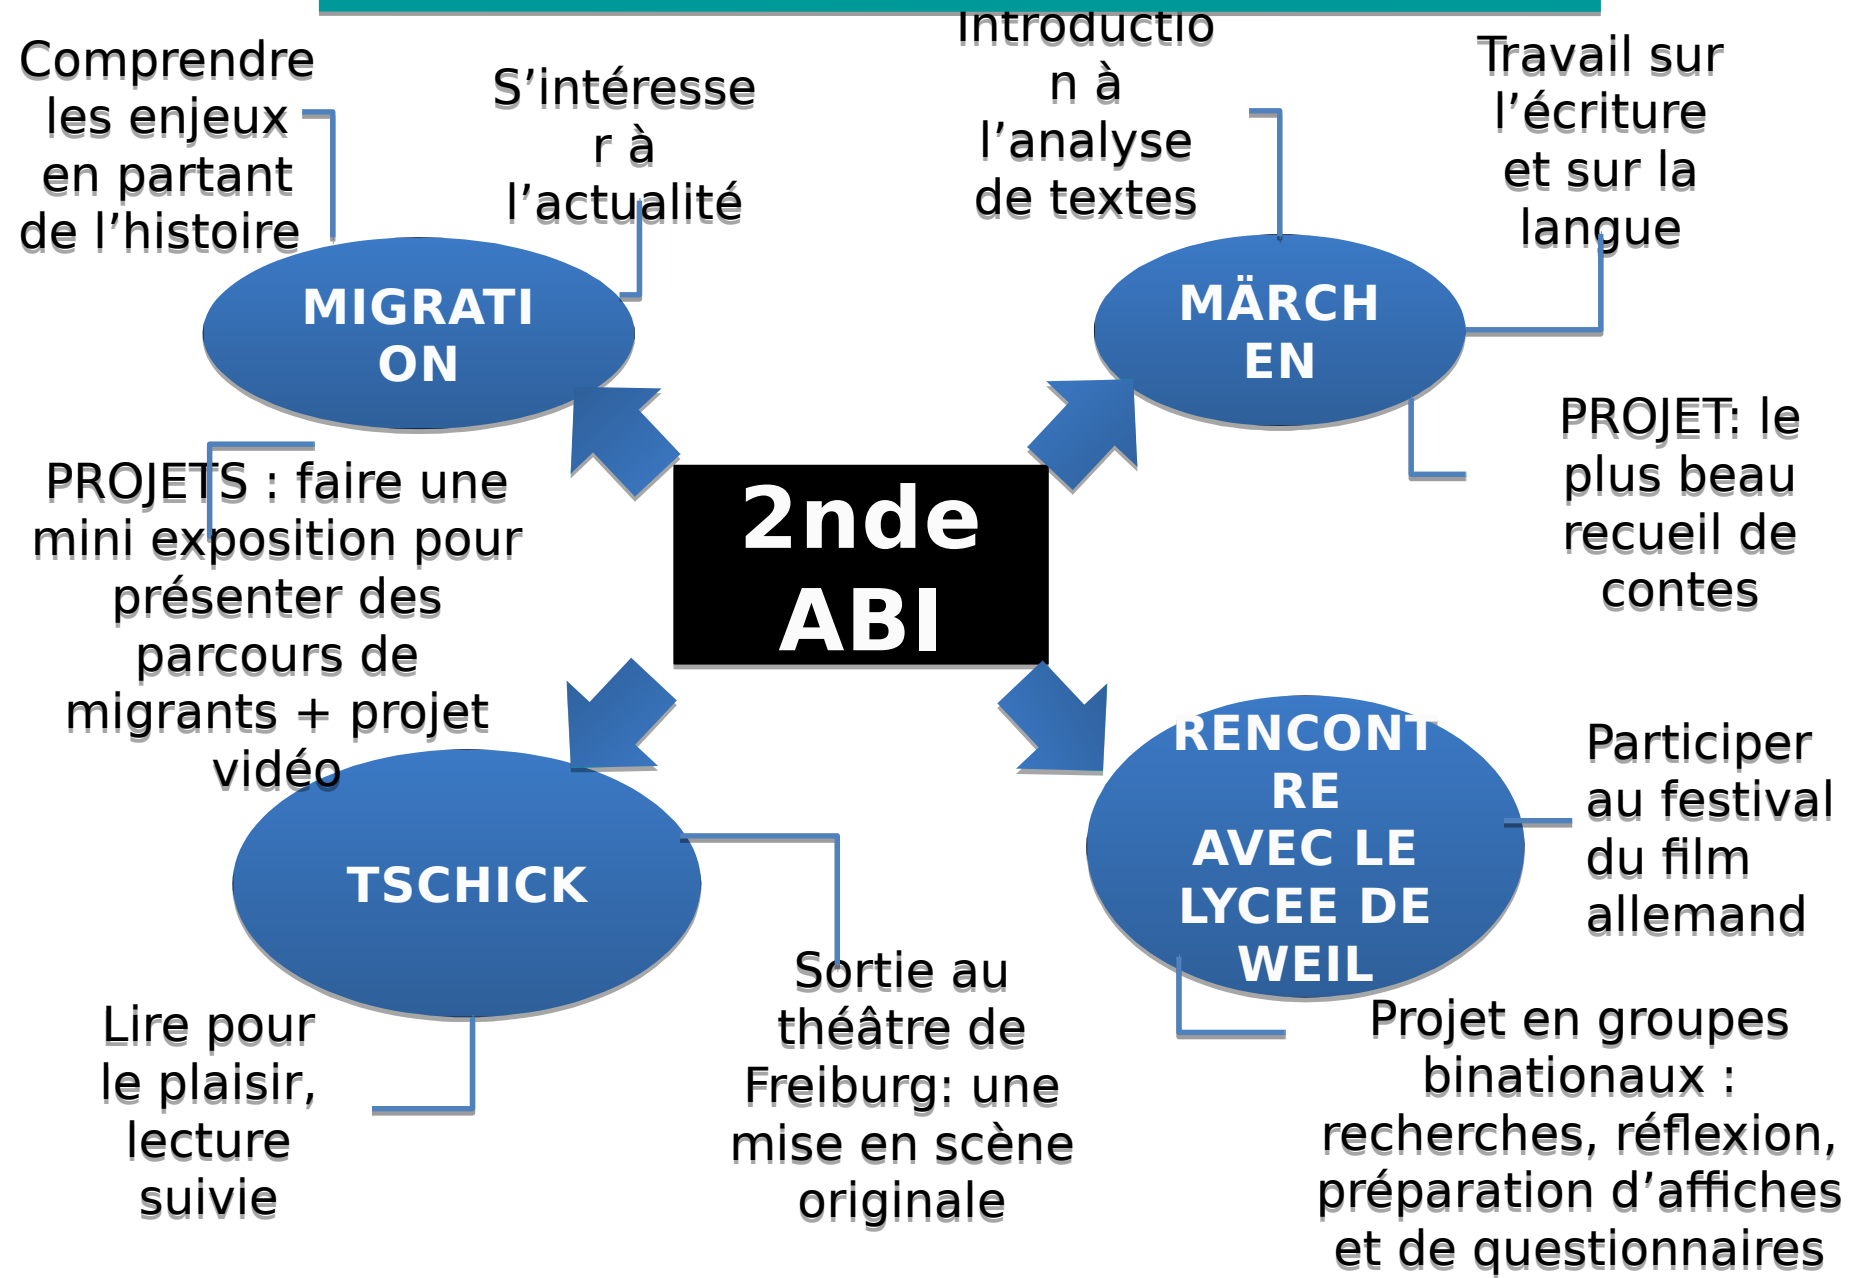 Comprendre
les enjeux
en partant
de l’histoire
S’intéresse
r à
l’actualité
Introductio
n à
l’analyse
de textes
Travail sur
l’écriture
et sur la
langue
MIGRATI
ON
MÄRCH
EN
PROJET: le
plus beau
recueil de
contes
PROJETS : faire une
mini exposition pour
présenter des
parcours de
migrants + projet
vidéo
2nde
ABI
TSCHICK
RENCONT
RE
AVEC LE
LYCEE DE
WEIL
Participer
au festival
du film
allemand
Lire pour
le plaisir,
lecture
suivie
Sortie au
théâtre de
Freiburg: une
mise en scène
originale
Projet en groupes
binationaux :
recherches, réflexion,
préparation d’affiches
et de questionnaires